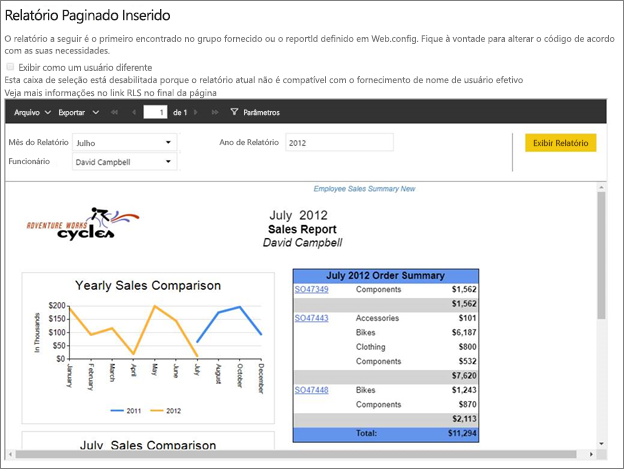 Relatório Paginado Inserido
O relatório a seguir é o primeiro encontrado no grupo fornecido ou o reportId definido em Web.config. Fique à vontade para alterar o código de acordo
com as suas necessidades.
Exibir como um usuário diferente
Esta caixa de seleção está desabilitada porque o relatório atual não é compatível com o fornecimento de nome de usuário efetivo
Veja mais informações no link RLS no final da página
Arquivo Exportar 1 de 1 Parâmetros
Mês do Relatório Julho Ano de Relatório 2012 Exibir Relatório
Funcionário David Campbell
Employee Sales Summary New
ADVENTURE WORKS
cycles
July 2012
Sales Report
David Campbell
Yearly Sales Comparison
In Thousands
$200
$150
$100
$50
$0
January
February
March
April
May
June
July
August
October
December
2011 2012
July Sales Comparison
July 2012 Order Summary
SO47349 Components $1,562
$1,562
SO47443 Accessories $101
Bikes $6,187
Clothing $800
Components $532
$7,620
SO47448 Bikes $1,243
Components $870
$2,113
Total: $11,294